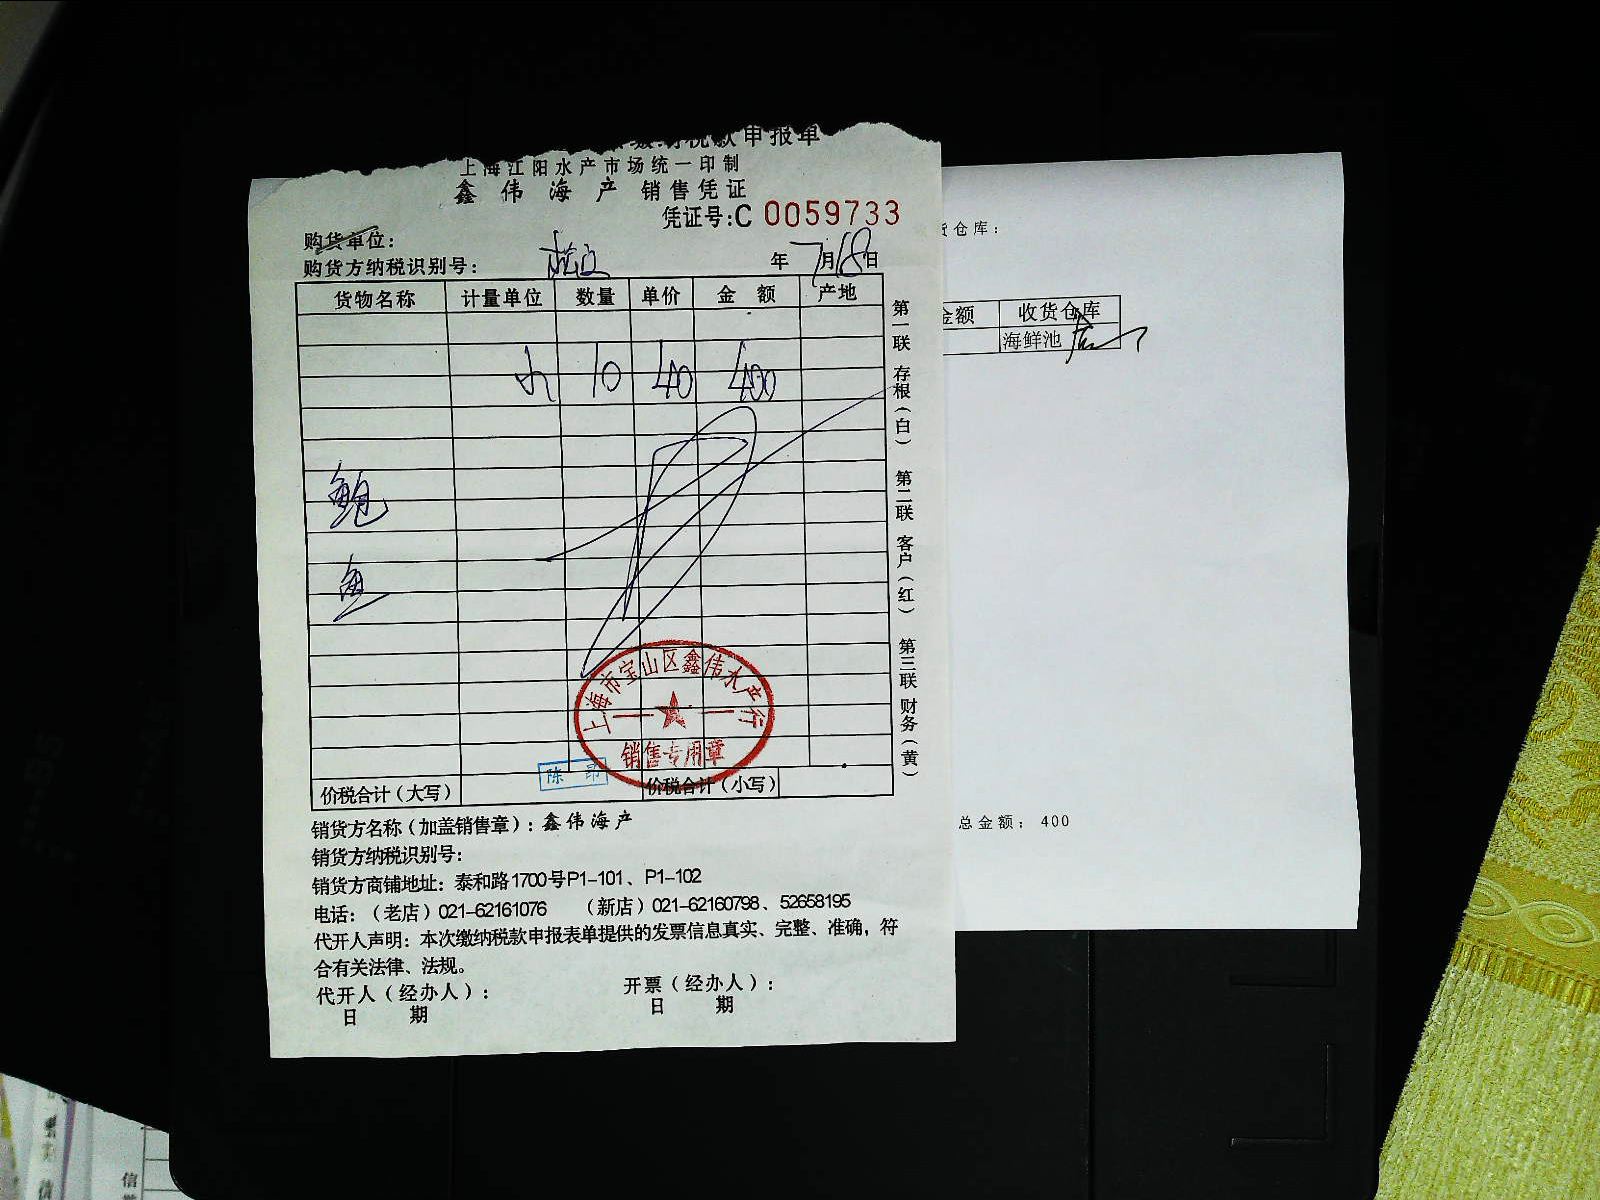 税款申报单
上海江阳水产市场统一印制
鑫伟海产 销售凭证
凭证号:C 0059733
购货单位：
购货方纳税识别号：
年7月18日
货物名称 计量单位 数量 单价 金额 产地
10 40 400
鲍
鱼
第一联 存根（白） 第二联 客户（红） 第三联 财务（黄）
上海市宝山区鑫伟水产行
销售专用章
陈昂
价税合计（大写） 价税合计（小写）
销货方名称（加盖销售章）：鑫伟海产
销货方纳税识别号：
销货方商铺地址：泰和路1700号P1-101、P1-102
电话：（老店）021-62161076 （新店）021-62160798、52658195
代开人声明：本次缴纳税款申报表单提供的发票信息真实、完整、准确，符
合有关法律、法规。
代开人（经办人）： 开票（经办人）：
日 期 日 期
货仓库：
金额 收货仓库
海鲜池
总金额：400
信